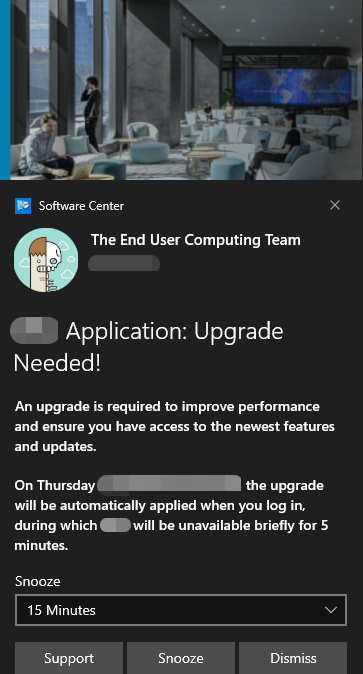 Software Center
The End User Computing Team
Application: Upgrade
Needed!
An upgrade is required to improve performance
and ensure you have access to the newest features
and updates.
On Thursday the upgrade
will be automatically applied when you log in,
during which will be unavailable briefly for 5
minutes.
Snooze
15 Minutes
Support Snooze Dismiss